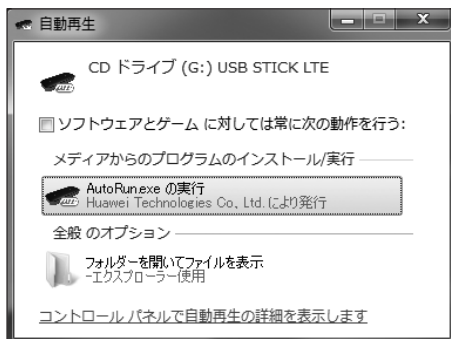 自動再生
CD ドライブ (G:) USB STICK LTE
ソフトウェアとゲーム に対しては常に次の動作を行う:
メディアからのプログラムのインストール/実行
AutoRun.exe の実行
Huawei Technologies Co., Ltd. により発行
全般 のオプション
フォルダーを開いてファイルを表示
-エクスプローラー使用
コントロール パネルで自動再生の詳細を表示します